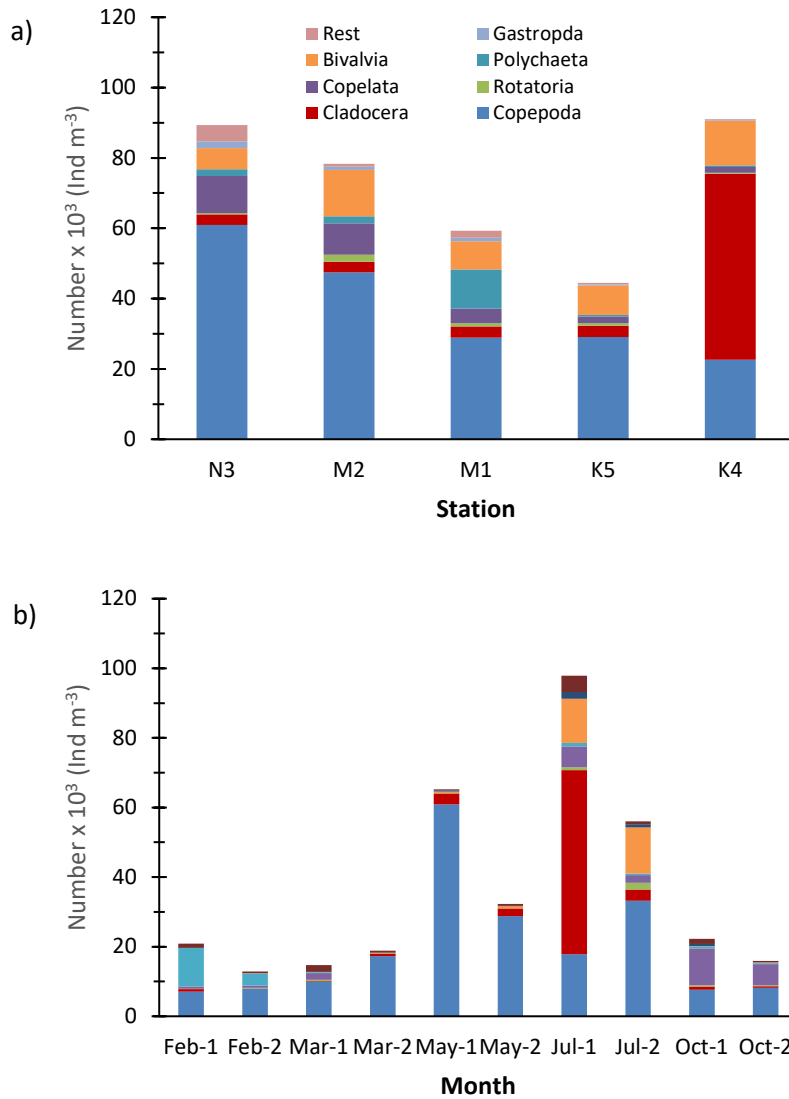 a)
Number x 10³ (Ind m⁻³)
120
100
80
60
40
20
0
Rest Gastropda
Bivalvia Polychaeta
Copelata Rotatoria
Cladocera Copepoda
N3 M2 M1 K5 K4
Station
b)
Number x 10³ (Ind m⁻³)
120
100
80
60
40
20
0
Feb-1 Feb-2 Mar-1 Mar-2 May-1 May-2 Jul-1 Jul-2 Oct-1 Oct-2
Month